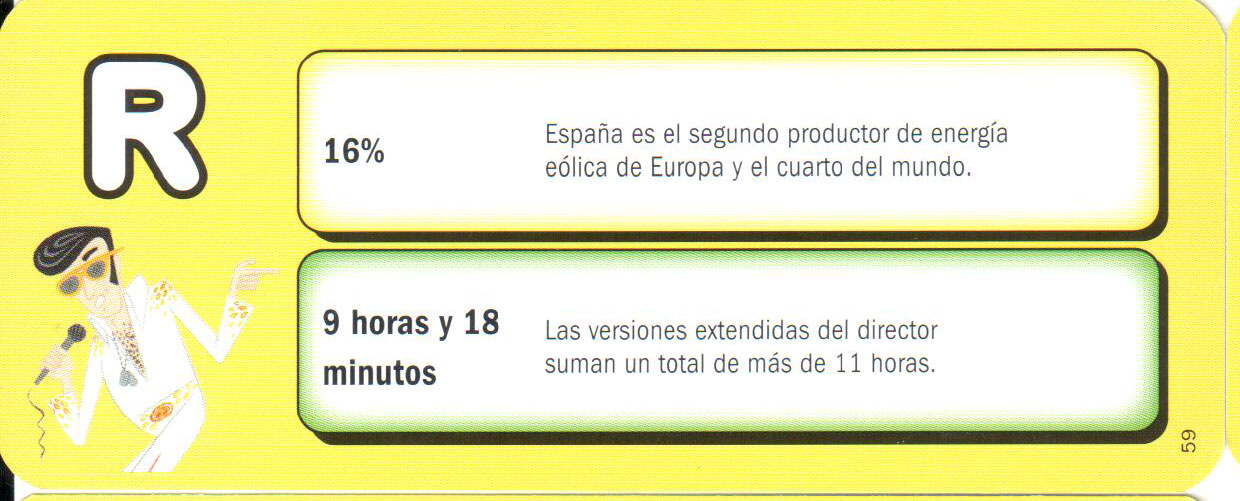 R
16%
España es el segundo productor de energía
eólica de Europa y el cuarto del mundo.
9 horas y 18
minutos
Las versiones extendidas del director
suman un total de más de 11 horas.
59